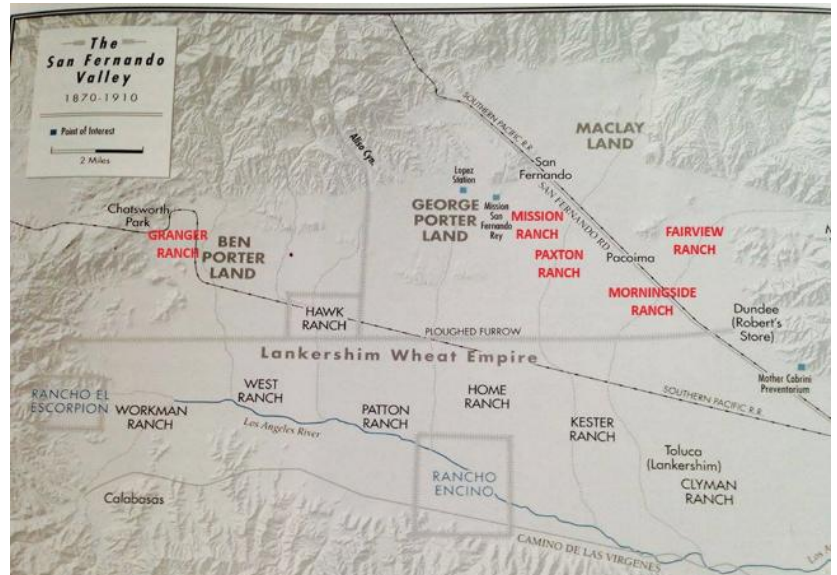 The
San Fernando
Valley
1870-1910
Point of Interest
2 Miles
SOUTHERN PACIFIC R.R.
MACLAY
LAND
Aliso Cyn.
San
Fernando
Lopez
Station
SAN FERNANDO RD
Mission
San
Fernando
Rey
GEORGE
PORTER
LAND
MISSION
RANCH
Chatsworth
Park
GRANGER
RANCH
BEN
PORTER
LAND
FAIRVIEW
RANCH
PAXTON
RANCH
Pacoima
MORNINGSIDE
RANCH
HAWK
RANCH
Dundee
(Robert's
Store)
PLOUGHED FURROW
Lankershim Wheat Empire
Mother Cabrini
Preventorium
RANCHO EL
ESCORPION
WORKMAN
RANCH
WEST
RANCH
PATTON
RANCH
HOME
RANCH
SOUTHERN PACIFIC R.R.
KESTER
RANCH
Los Angeles River
Toluca
(Lankershim)
CLYMAN
RANCH
RANCHO
ENCINO
Calabasas
CAMINO DE LAS VIRGENES